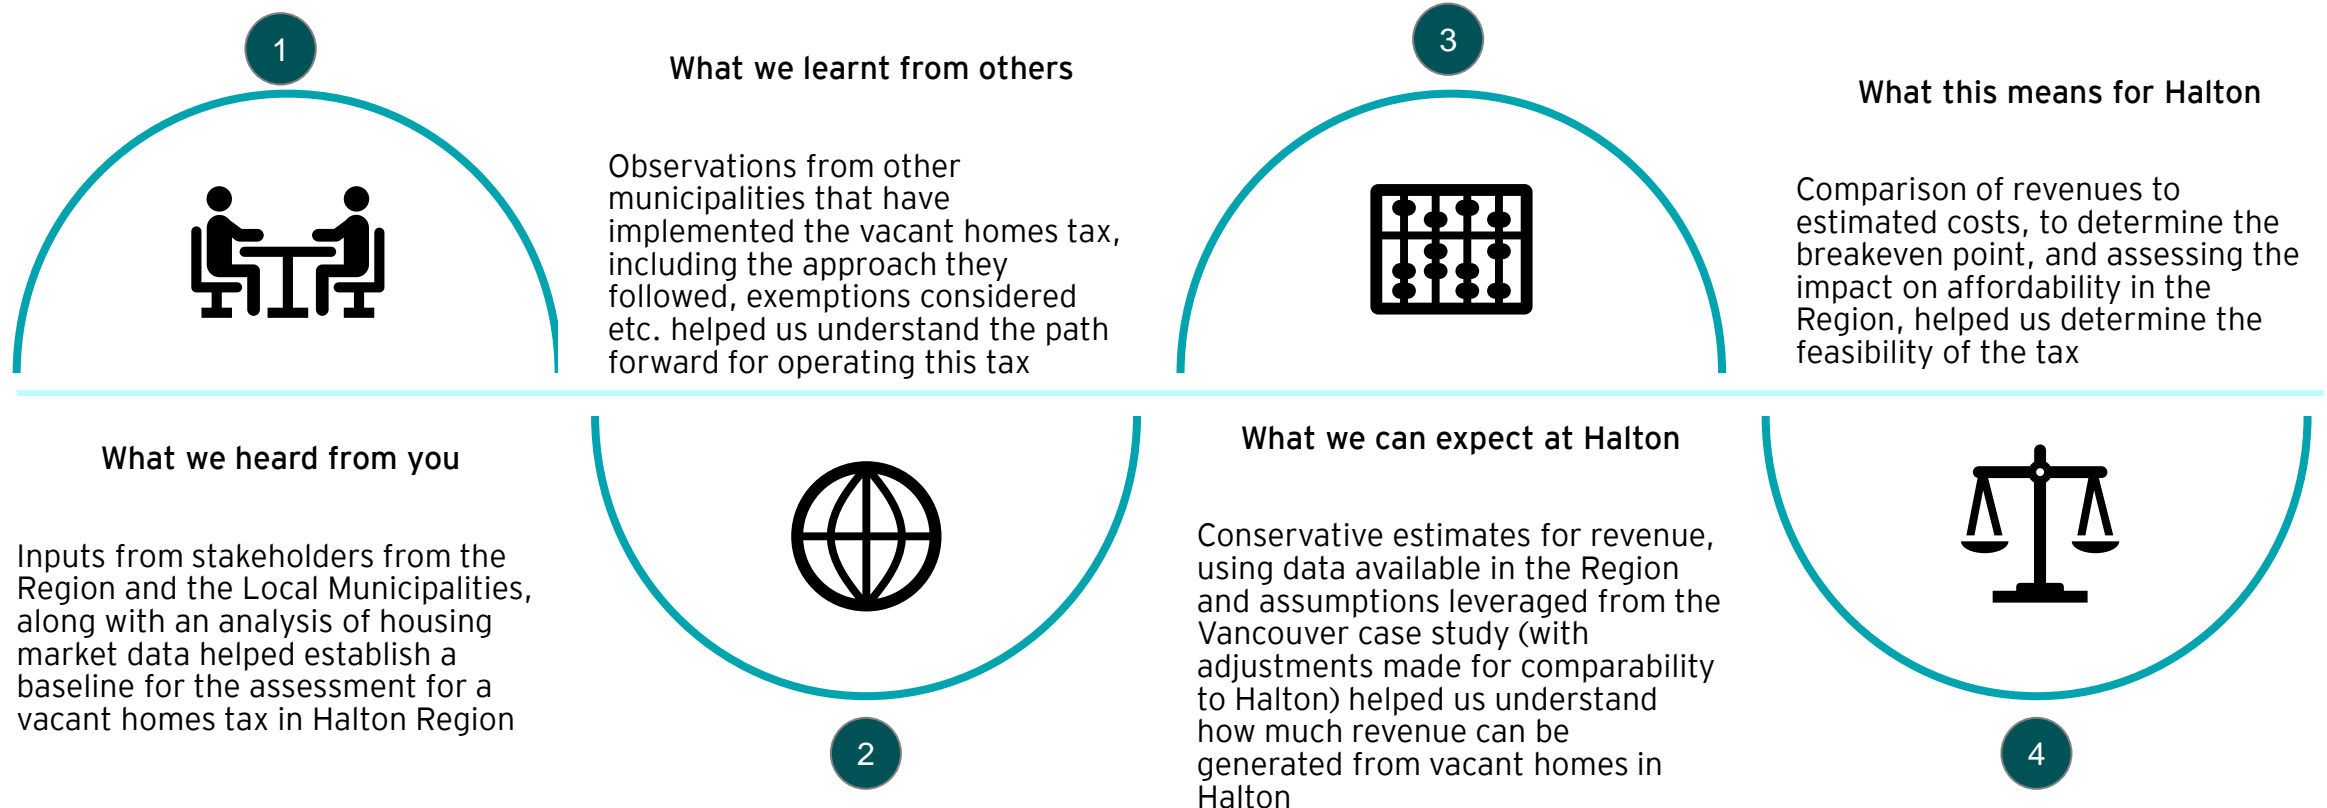 1
What we heard from you
Inputs from stakeholders from the
Region and the Local Municipalities,
along with an analysis of housing
market data helped establish a
baseline for the assessment for a
vacant homes tax in Halton Region
What we learnt from others
Observations from other
municipalities that have
implemented the vacant homes tax,
including the approach they
followed, exemptions considered
etc. helped us understand the path
forward for operating this tax
2
3
What we can expect at Halton
Conservative estimates for revenue,
using data available in the Region
and assumptions leveraged from the
Vancouver case study (with
adjustments made for comparability
to Halton) helped us understand
how much revenue can be
generated from vacant homes in
Halton
What this means for Halton
Comparison of revenues to
estimated costs, to determine the
breakeven point, and assessing the
impact on affordability in the
Region, helped us determine the
feasibility of the tax
4